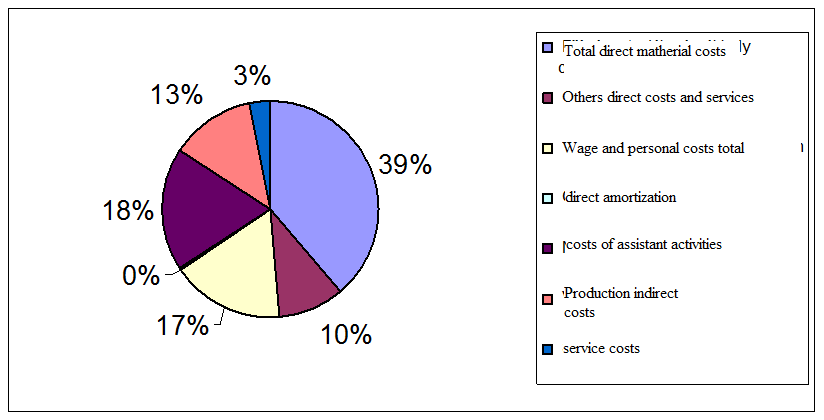 3%
13%
39%
18%
0%
17%
10%
Total direct matherial costs
Others direct costs and services
Wage and personal costs total
direct amortization
costs of assistant activities
Production indirect
costs
service costs